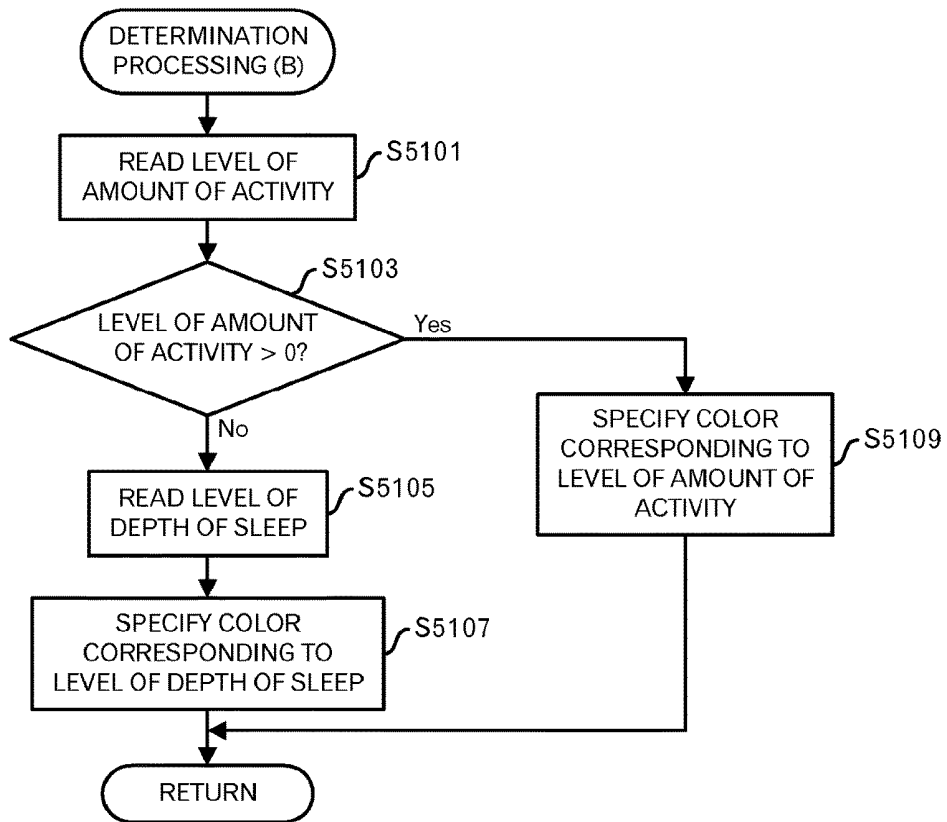 DETERMINATION
PROCESSING (B)
READ LEVEL OF
AMOUNT OF ACTIVITY
S5101
S5103
LEVEL OF AMOUNT
OF ACTIVITY > 0?
Yes
No
SPECIFY COLOR
CORRESPONDING TO
LEVEL OF AMOUNT OF
ACTIVITY
S5109
READ LEVEL OF
DEPTH OF SLEEP
S5105
SPECIFY COLOR
CORRESPONDING TO
LEVEL OF DEPTH OF SLEEP
S5107
RETURN